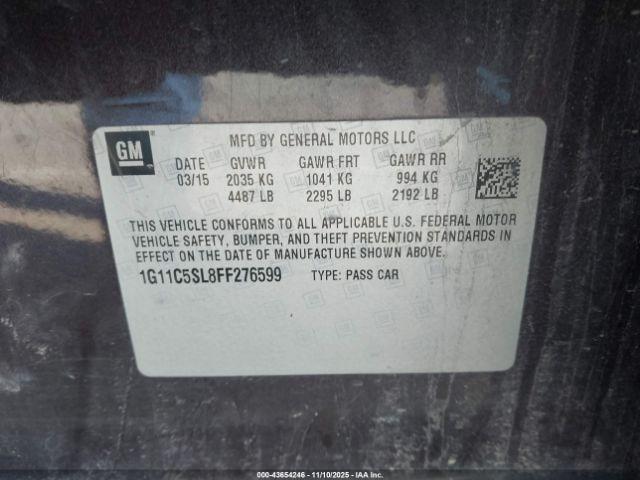 GM
MFD BY GENERAL MOTORS LLC
DATE GVWR GAWR FRT GAWR RR
03/15 2035 KG 1041 KG 994 KG
4487 LB 2295 LB 2192 LB
THIS VEHICLE CONFORMS TO ALL APPLICABLE U.S. FEDERAL MOTOR
VEHICLE SAFETY, BUMPER, AND THEFT PREVENTION STANDARDS IN
EFFECT ON THE DATE OF MANUFACTURE SHOWN ABOVE.
1G11C5SL8FF276599 TYPE: PASS CAR
000-43654246 - 11/10/2025 - IAA Inc.